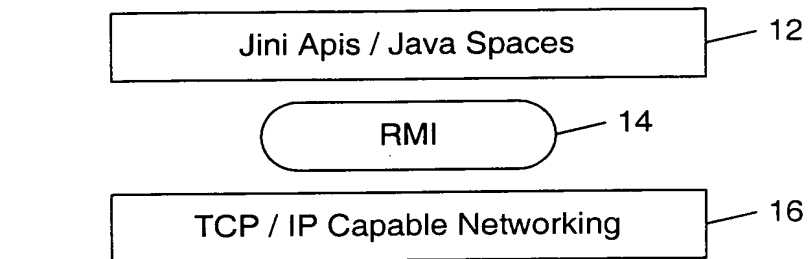 Jini Apis / Java Spaces
12
RMI
14
TCP / IP Capable Networking
16